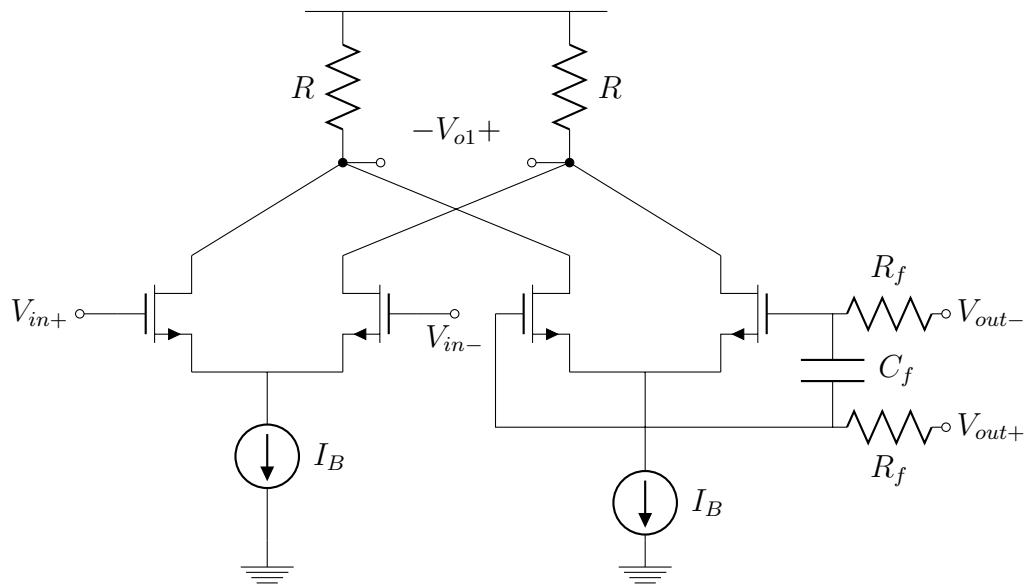 R
R
−V_{o1}+
R_f
V_{in+}
V_{out−}
V_{in−}
C_f
V_{out+}
I_B
R_f
I_B